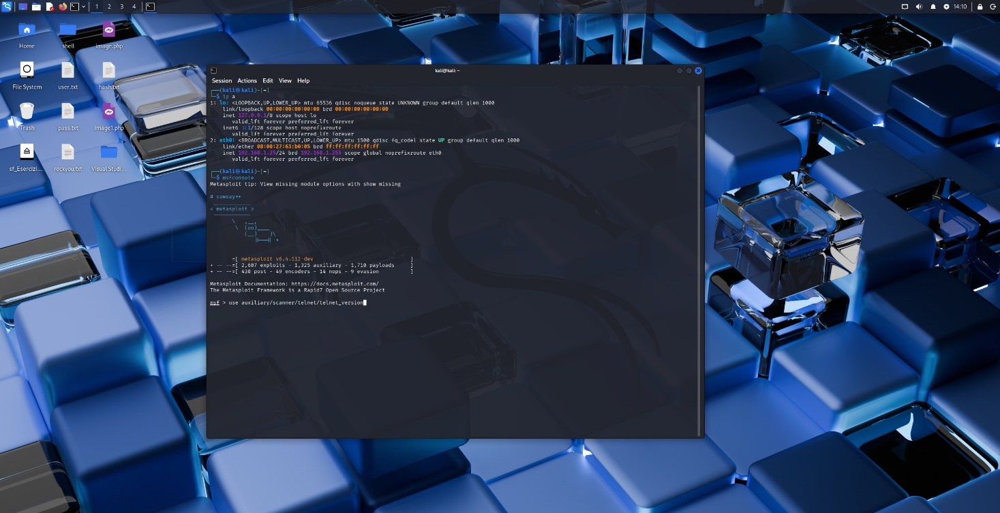 1 2 3 4
14:10
Home
shell
image.php
File System
user.txt
hash.txt
Trash
pass.txt
image1.php
sf_Esercizi...
rockyou.txt
Visual Studi...
kali@kali: ~
Session Actions Edit View Help
┌──(kali㉿kali)-[~]
└─$ ip a
1: lo: <LOOPBACK,UP,LOWER_UP> mtu 65536 qdisc noqueue state UNKNOWN group default qlen 1000
link/loopback 00:00:00:00:00:00 brd 00:00:00:00:00:00
inet 127.0.0.1/8 scope host lo
valid_lft forever preferred_lft forever
inet6 ::1/128 scope host noprefixroute
valid_lft forever preferred_lft forever
2: eth0: <BROADCAST,MULTICAST,UP,LOWER_UP> mtu 1500 qdisc fq_codel state UP group default qlen 1000
link/ether 08:00:27:63:b0:05 brd ff:ff:ff:ff:ff:ff
inet 192.168.1.25/24 brd 192.168.1.255 scope global noprefixroute eth0
valid_lft forever preferred_lft forever
┌──(kali㉿kali)-[~]
└─$ msfconsole
Metasploit tip: View missing module options with show missing
# cowsay++
< metasploit >
\ ,__,
\ (oo)____
(__) )\
||--|| *
=[ metasploit v6.4.112-dev ]
+ -- --=[ 2,607 exploits - 1,325 auxiliary - 1,710 payloads ]
+ -- --=[ 430 post - 49 encoders - 14 nops - 9 evasion ]
Metasploit Documentation: https://docs.metasploit.com/
The Metasploit Framework is a Rapid7 Open Source Project
msf > use auxiliary/scanner/telnet/telnet_version